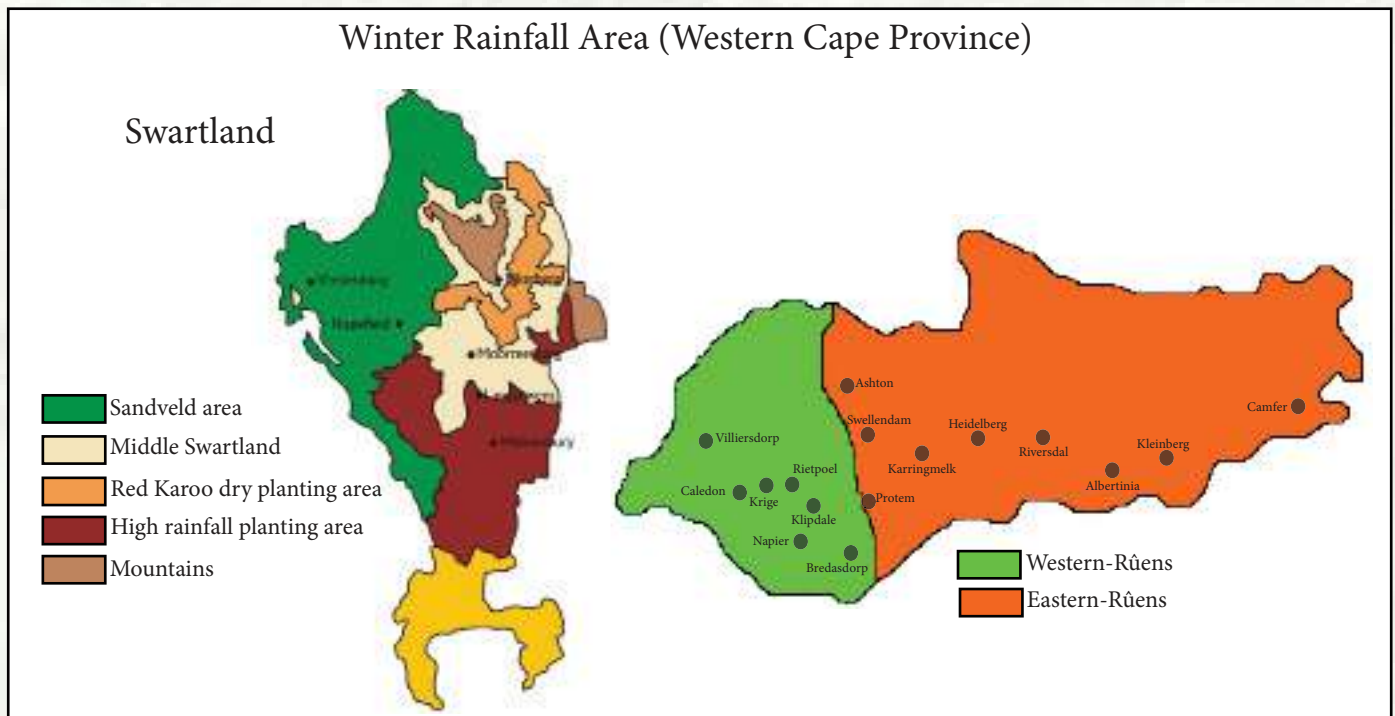 Winter Rainfall Area (Western Cape Province)
Swartland
Sandveld area
Middle Swartland
Red Karoo dry planting area
High rainfall planting area
Mountains
Ashton
Swellendam
Heidelberg
Camfer
Villiersdorp
Karringmelk
Riversdal
Kleinberg
Rietpoel
Albertinia
Caledon
Krige
Protem
Klipdale
Napier
Bredasdorp
Western-Rûens
Eastern-Rûens